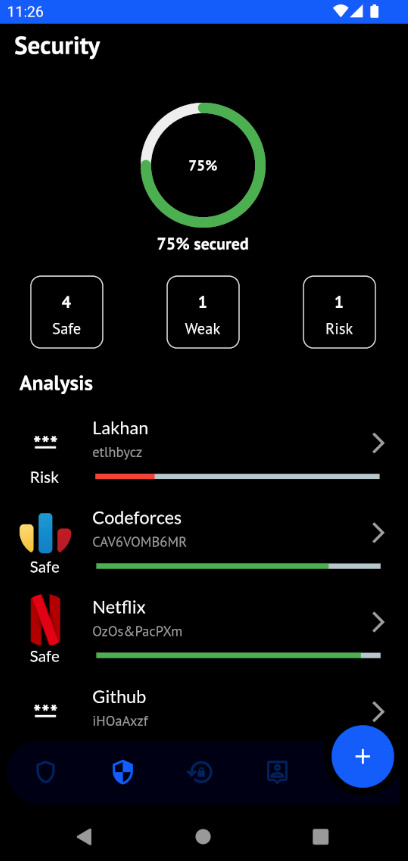 11:26
Security
75%
75% secured
4
Safe
1
Weak
1
Risk
Analysis
Lakhan
etlhbycz
Risk
Codeforces
CAV6VOMB6MR
Safe
Netflix
OzOs&PacPXm
Safe
Github
iHOaAxzf